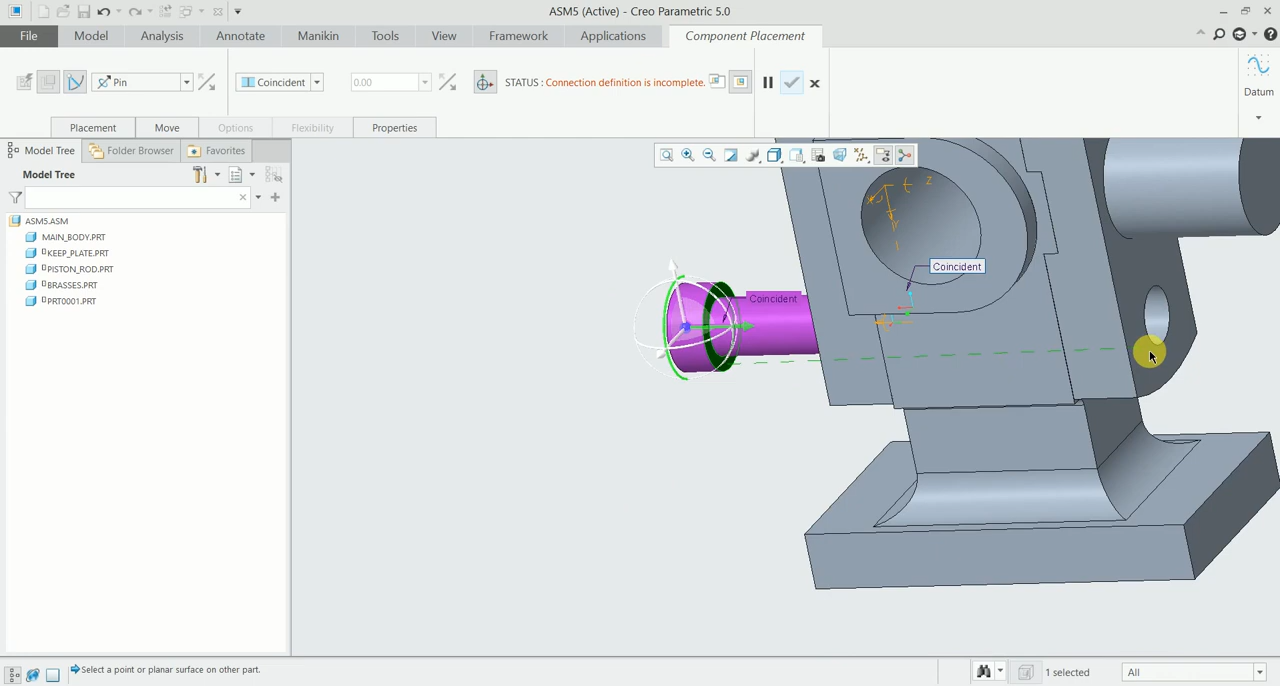 ASM5 (Active) - Creo Parametric 5.0
File Model Analysis Annotate Manikin Tools View Framework Applications Component Placement
Pin Coincident 0.00 STATUS : Connection definition is incomplete.
Datum
Placement Move Options Flexibility Properties
Model Tree Folder Browser Favorites
Model Tree
ASM5.ASM
MAIN_BODY.PRT
KEEP_PLATE.PRT
PISTON_ROD.PRT
BRASSES.PRT
PRT0001.PRT
Coincident
Coincident
Select a point or planar surface on other part.
1 selected
All